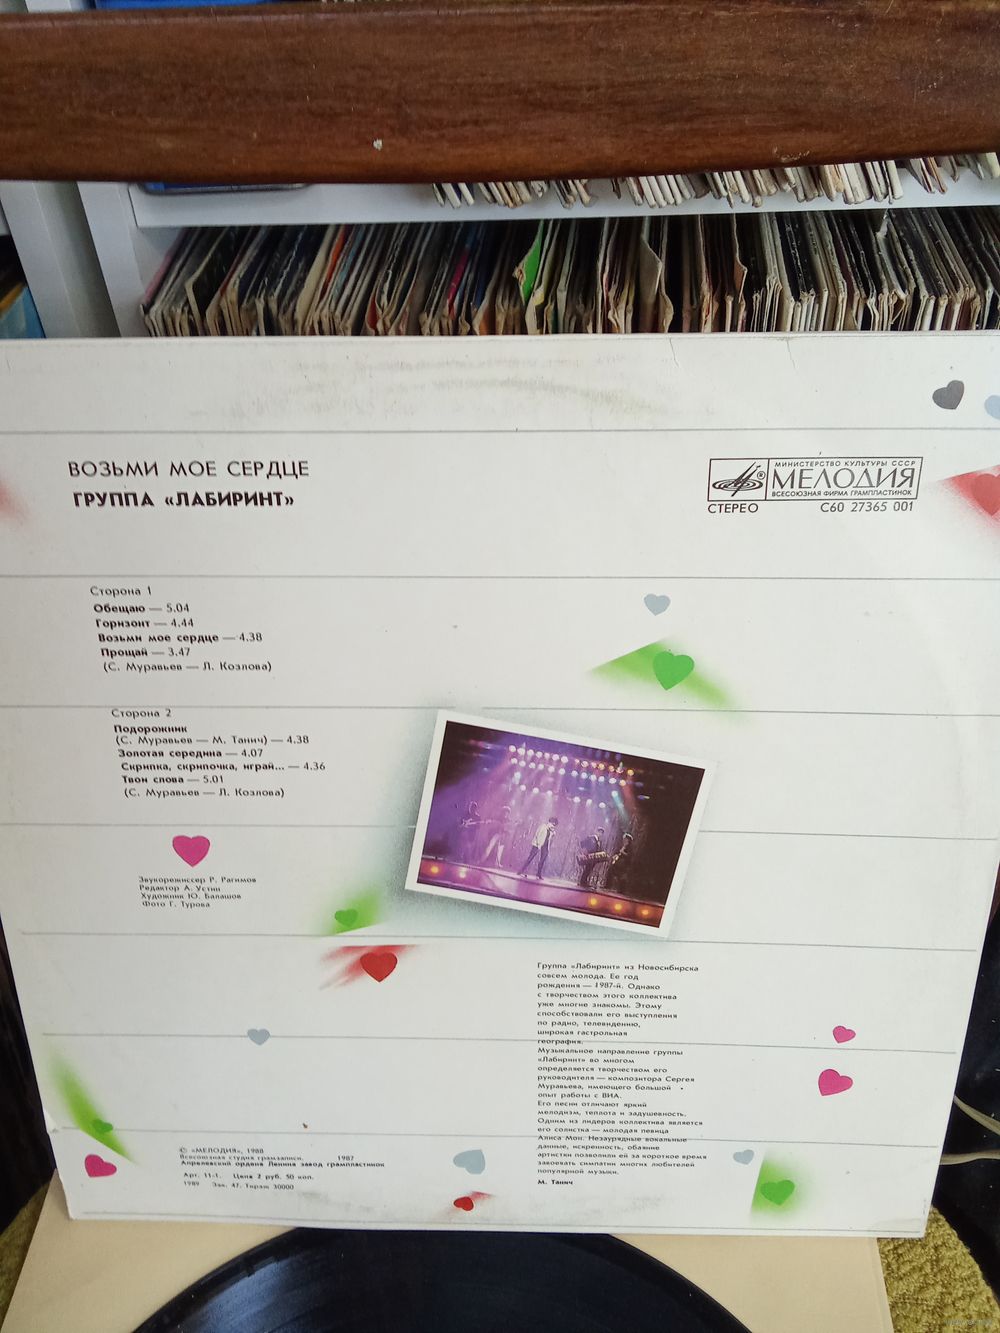 ВОЗЬМИ МОЕ СЕРДЦЕ
ГРУППА «ЛАБИРИНТ»
МИНИСТЕРСТВО КУЛЬТУРЫ СССР
МЕЛОДИЯ
ВСЕСОЮЗНАЯ ФИРМА ГРАМПЛАСТИНОК
СТЕРЕО С60 27365 001
Сторона 1
Обещаю — 5.04
Горизонт — 4.44
Возьми мое сердце — 4.38
Прощай — 3.47
(С. Муравьев — Л. Козлова)
Сторона 2
Подорожник
(С. Муравьев — М. Танич) — 4.38
Золотая середина — 4.07
Скрипка, скрипочка, играй... — 4.36
Твои слова — 5.01
(С. Муравьев — Л. Козлова)
Звукорежиссер Р. Рагимов
Редактор А. Устин
Художник Ю. Балашов
Фото Г. Турова
Группа «Лабиринт» из Новосибирска
совсем молода. Ее год
рождения — 1987-й. Однако
с творчеством этого коллектива
уже многие знакомы. Этому
способствовали его выступления
по радио, телевидению,
широкая гастрольная
география.
Музыкальное направление группы
«Лабиринт» во многом
определяется творчеством его
руководителя — композитора Сергея
Муравьева, имеющего большой
опыт работы с ВИА.
Его песни отличают яркий
мелодизм, теплота и задушевность.
Одним из лидеров коллектива является
его солистка — молодая певица
Алиса Мон. Незаурядные вокальные
данные, искренность, обаяние
артистки позволили ей за короткое время
завоевать симпатии многих любителей
популярной музыки.
М. Танич
© «МЕЛОДИЯ», 1988
Всесоюзная студия грамзаписи. 1987
Апрелевский ордена Ленина завод грампластинок
Арт. 11-1. Цена 2 руб. 50 коп.
1989 Зак. 47. Тираж 30000